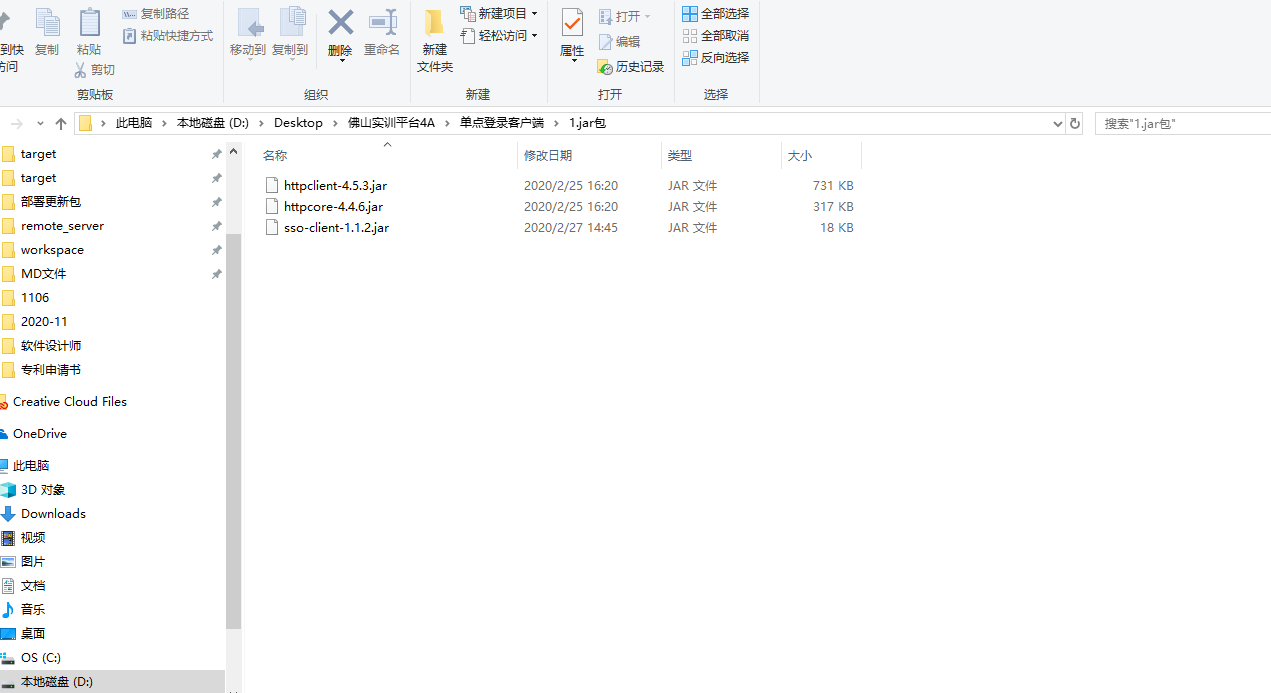 复制路径
新建项目
打开
全部选择
到快
访问
复制
粘贴
粘贴快捷方式
剪切
移动到
复制到
删除
重命名
新建
文件夹
轻松访问
属性
编辑
历史记录
全部取消
反向选择
剪贴板
组织
新建
打开
选择
此电脑
本地磁盘 (D:)
Desktop
佛山实训平台4A
单点登录客户端
1.jar包
搜索"1.jar包"
target
target
部署更新包
remote_server
workspace
MD文件
1106
2020-11
软件设计师
专利申请书
Creative Cloud Files
OneDrive
此电脑
3D 对象
Downloads
视频
图片
文档
音乐
桌面
OS (C:)
本地磁盘 (D:)
名称 修改日期 类型 大小
httpclient-4.5.3.jar 2020/2/25 16:20 JAR 文件 731 KB
httpcore-4.4.6.jar 2020/2/25 16:20 JAR 文件 317 KB
sso-client-1.1.2.jar 2020/2/27 14:45 JAR 文件 18 KB